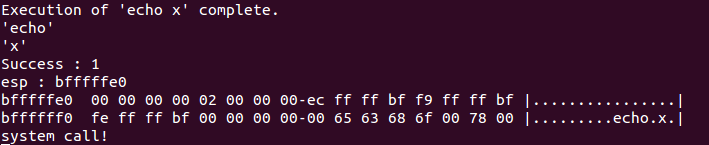 Execution of 'echo x' complete.
'echo'
'x'
Success : 1
esp : bfffffe0
bfffffe0  00 00 00 00 02 00 00 00-ec ff ff bf f9 ff ff bf |................|
bffffff0  fe ff ff bf 00 00 00 00-00 65 63 68 6f 00 78 00 |.........echo.x.|
system call!